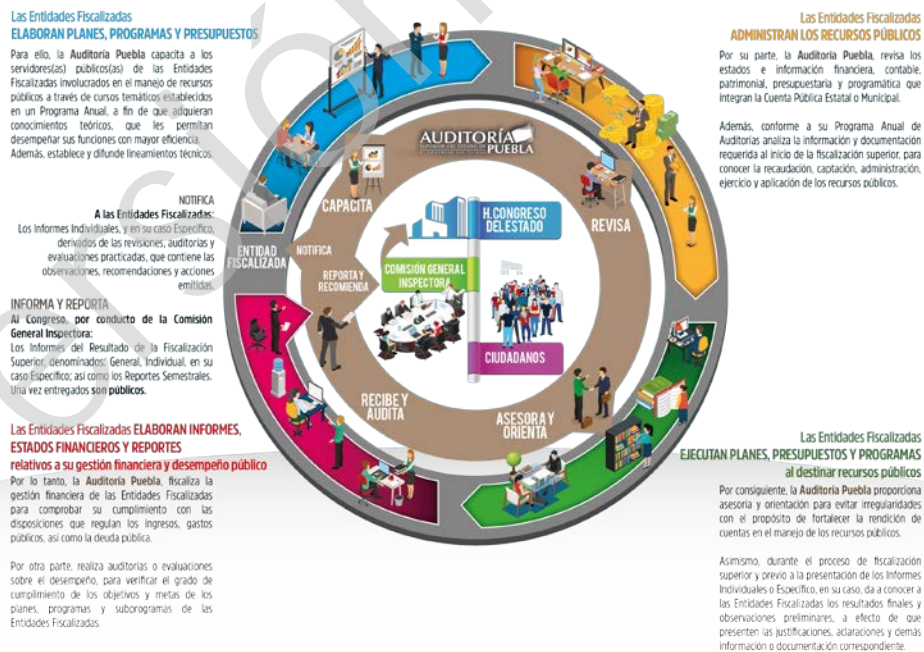 Las Entidades Fiscalizadas
ELABORAN PLANES, PROGRAMAS Y PRESUPUESTOS
Para ello, la Auditoría Puebla capacita a los
servidores(as) públicos(as) de las Entidades
Fiscalizadas involucrados en el manejo de recursos
públicos a través de cursos temáticos establecidos
en un Programa Anual, a fin de que adquieran
conocimientos teóricos, que les permitan
desempeñar sus funciones con mayor eficiencia.
Además, establece y difunde lineamientos técnicos.
NOTIFICA
A las Entidades Fiscalizadas:
Los Informes Individuales, y en su caso Específico,
derivados de las revisiones, auditorías y
evaluaciones practicadas, que contiene las
observaciones, recomendaciones y acciones
emitidas.
INFORMA Y REPORTA
Al Congreso, por conducto de la Comisión
General Inspectora:
Los Informes del Resultado de la Fiscalización
Superior, denominados: General, Individual, en su
caso Específico; así como los Reportes Semestrales.
Una vez entregados son públicos.
Las Entidades Fiscalizadas ELABORAN INFORMES,
ESTADOS FINANCIEROS Y REPORTES
relativos a su gestión financiera y desempeño público
Por lo tanto, la Auditoría Puebla, fiscaliza la
gestión financiera de las Entidades Fiscalizadas
para comprobar su cumplimiento con las
disposiciones que regulan los ingresos, gastos
públicos, así como la deuda pública.
Por otra parte, realiza auditorías o evaluaciones
sobre el desempeño, para verificar el grado de
cumplimiento de los objetivos y metas de los
planes, programas y subprogramas de las
Entidades Fiscalizadas.
AUDITORÍA
PUEBLA
CAPACITA
REVISA
ENTIDAD
FISCALIZADA
NOTIFICA
REPORTA Y
RECOMIENDA
H. CONGRESO
DEL ESTADO
COMISIÓN GENERAL
INSPECTORA
CIUDADANOS
RECIBE Y
AUDITA
ASESORA Y
ORIENTA
Las Entidades Fiscalizadas
ADMINISTRAN LOS RECURSOS PÚBLICOS
Por su parte, la Auditoría Puebla, revisa los
estados e información financiera, contable,
patrimonial, presupuestaria y programática que
integran la Cuenta Pública Estatal o Municipal.
Además, conforme a su Programa Anual de
Auditorías analiza la información y documentación
requerida al inicio de la fiscalización superior, para
conocer la recaudación, captación, administración,
ejercicio y aplicación de los recursos públicos.
Las Entidades Fiscalizadas
EJECUTAN PLANES, PRESUPUESTOS Y PROGRAMAS
al destinar recursos públicos
Por consiguiente, la Auditoría Puebla proporciona
asesoría y orientación para evitar irregularidades
con el propósito de fortalecer la rendición de
cuentas en el manejo de los recursos públicos.
Asimismo, durante el proceso de fiscalización
superior y previo a la presentación de los Informes
Individuales o Específico, en su caso, da a conocer a
las Entidades Fiscalizadas los resultados finales y
observaciones preliminares, a efecto de que
presenten las justificaciones, aclaraciones y demás
información o documentación correspondiente.